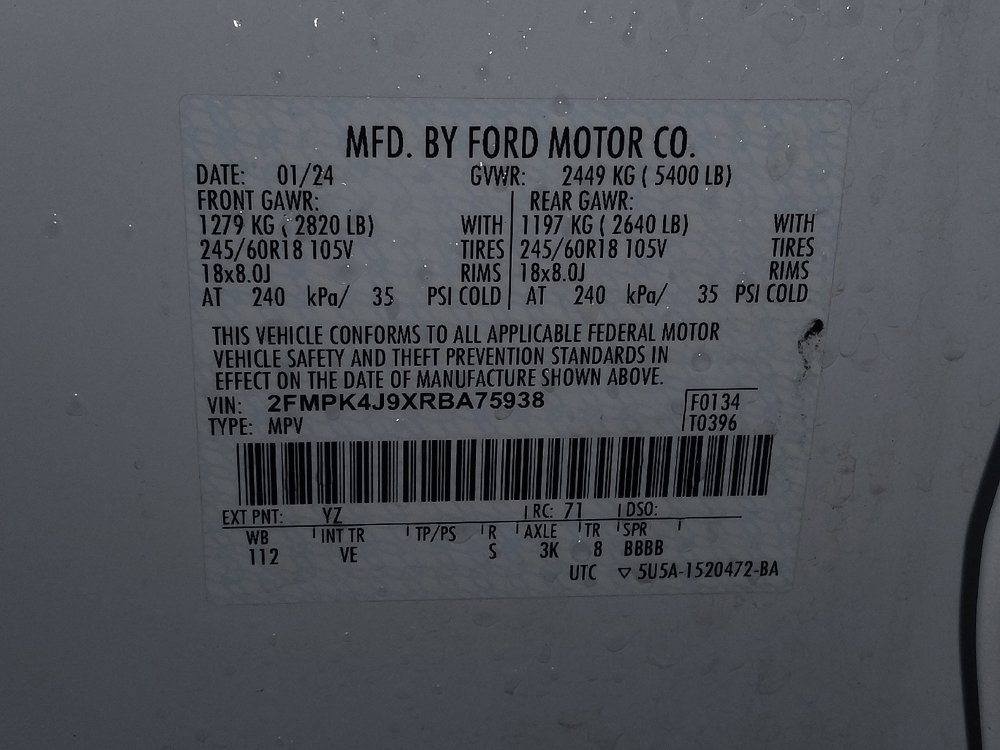 MFD. BY FORD MOTOR CO.
DATE: 01/24 GVWR: 2449 KG ( 5400 LB)
FRONT GAWR: REAR GAWR:
1279 KG ( 2820 LB) WITH 1197 KG ( 2640 LB) WITH
245/60R18 105V TIRES 245/60R18 105V TIRES
18x8.0J RIMS 18x8.0J RIMS
AT 240 kPa/ 35 PSI COLD AT 240 kPa/ 35 PSI COLD
THIS VEHICLE CONFORMS TO ALL APPLICABLE FEDERAL MOTOR
VEHICLE SAFETY AND THEFT PREVENTION STANDARDS IN
EFFECT ON THE DATE OF MANUFACTURE SHOWN ABOVE.
VIN: 2FMPK4J9XRBA75938 F0134
TYPE: MPV T0396
EXT PNT: YZ RC: 71 DSO:
WB INT TR TP/PS R AXLE TR SPR
112 VE S 3K 8 BBBB
UTC ▽ 5U5A-1520472-BA